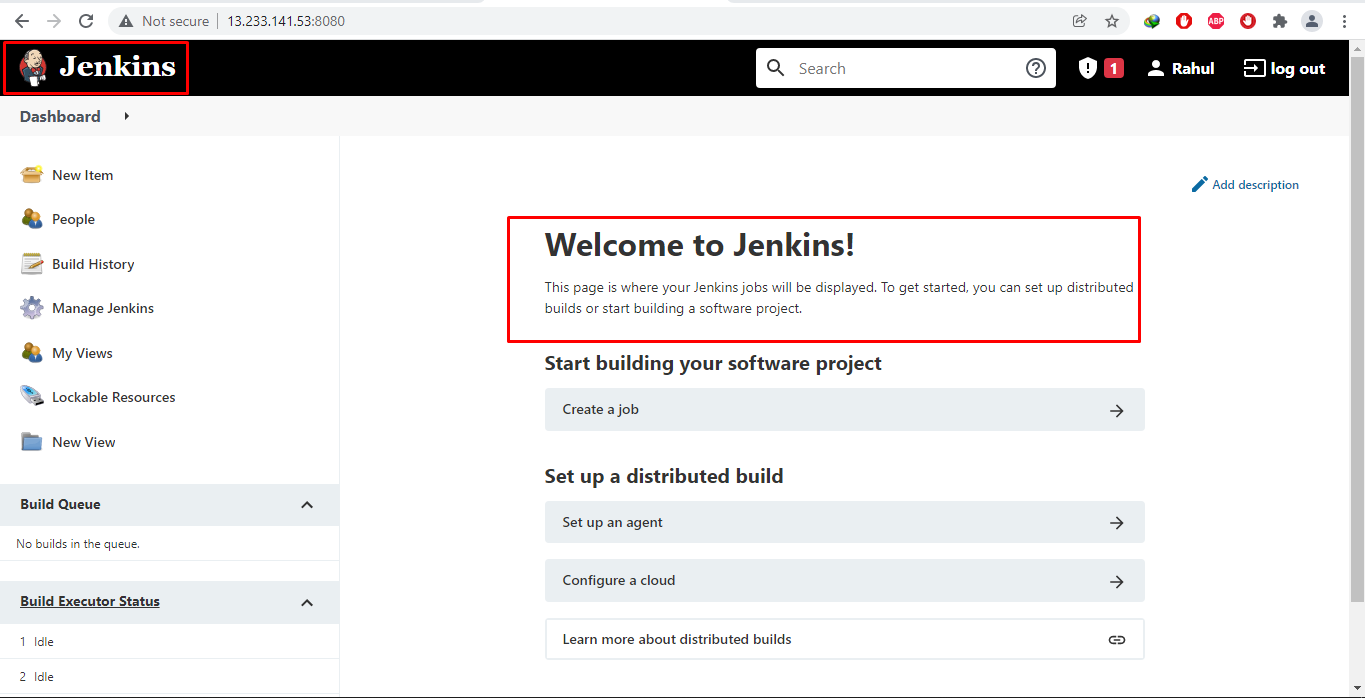 Not secure 13.233.141.53:8080
ABP
Jenkins
Search
1
Rahul
log out
Dashboard
New Item
People
Build History
Manage Jenkins
My Views
Lockable Resources
New View
Build Queue
No builds in the queue.
Build Executor Status
1 Idle
2 Idle
Add description
Welcome to Jenkins!
This page is where your Jenkins jobs will be displayed. To get started, you can set up distributed
builds or start building a software project.
Start building your software project
Create a job
Set up a distributed build
Set up an agent
Configure a cloud
Learn more about distributed builds